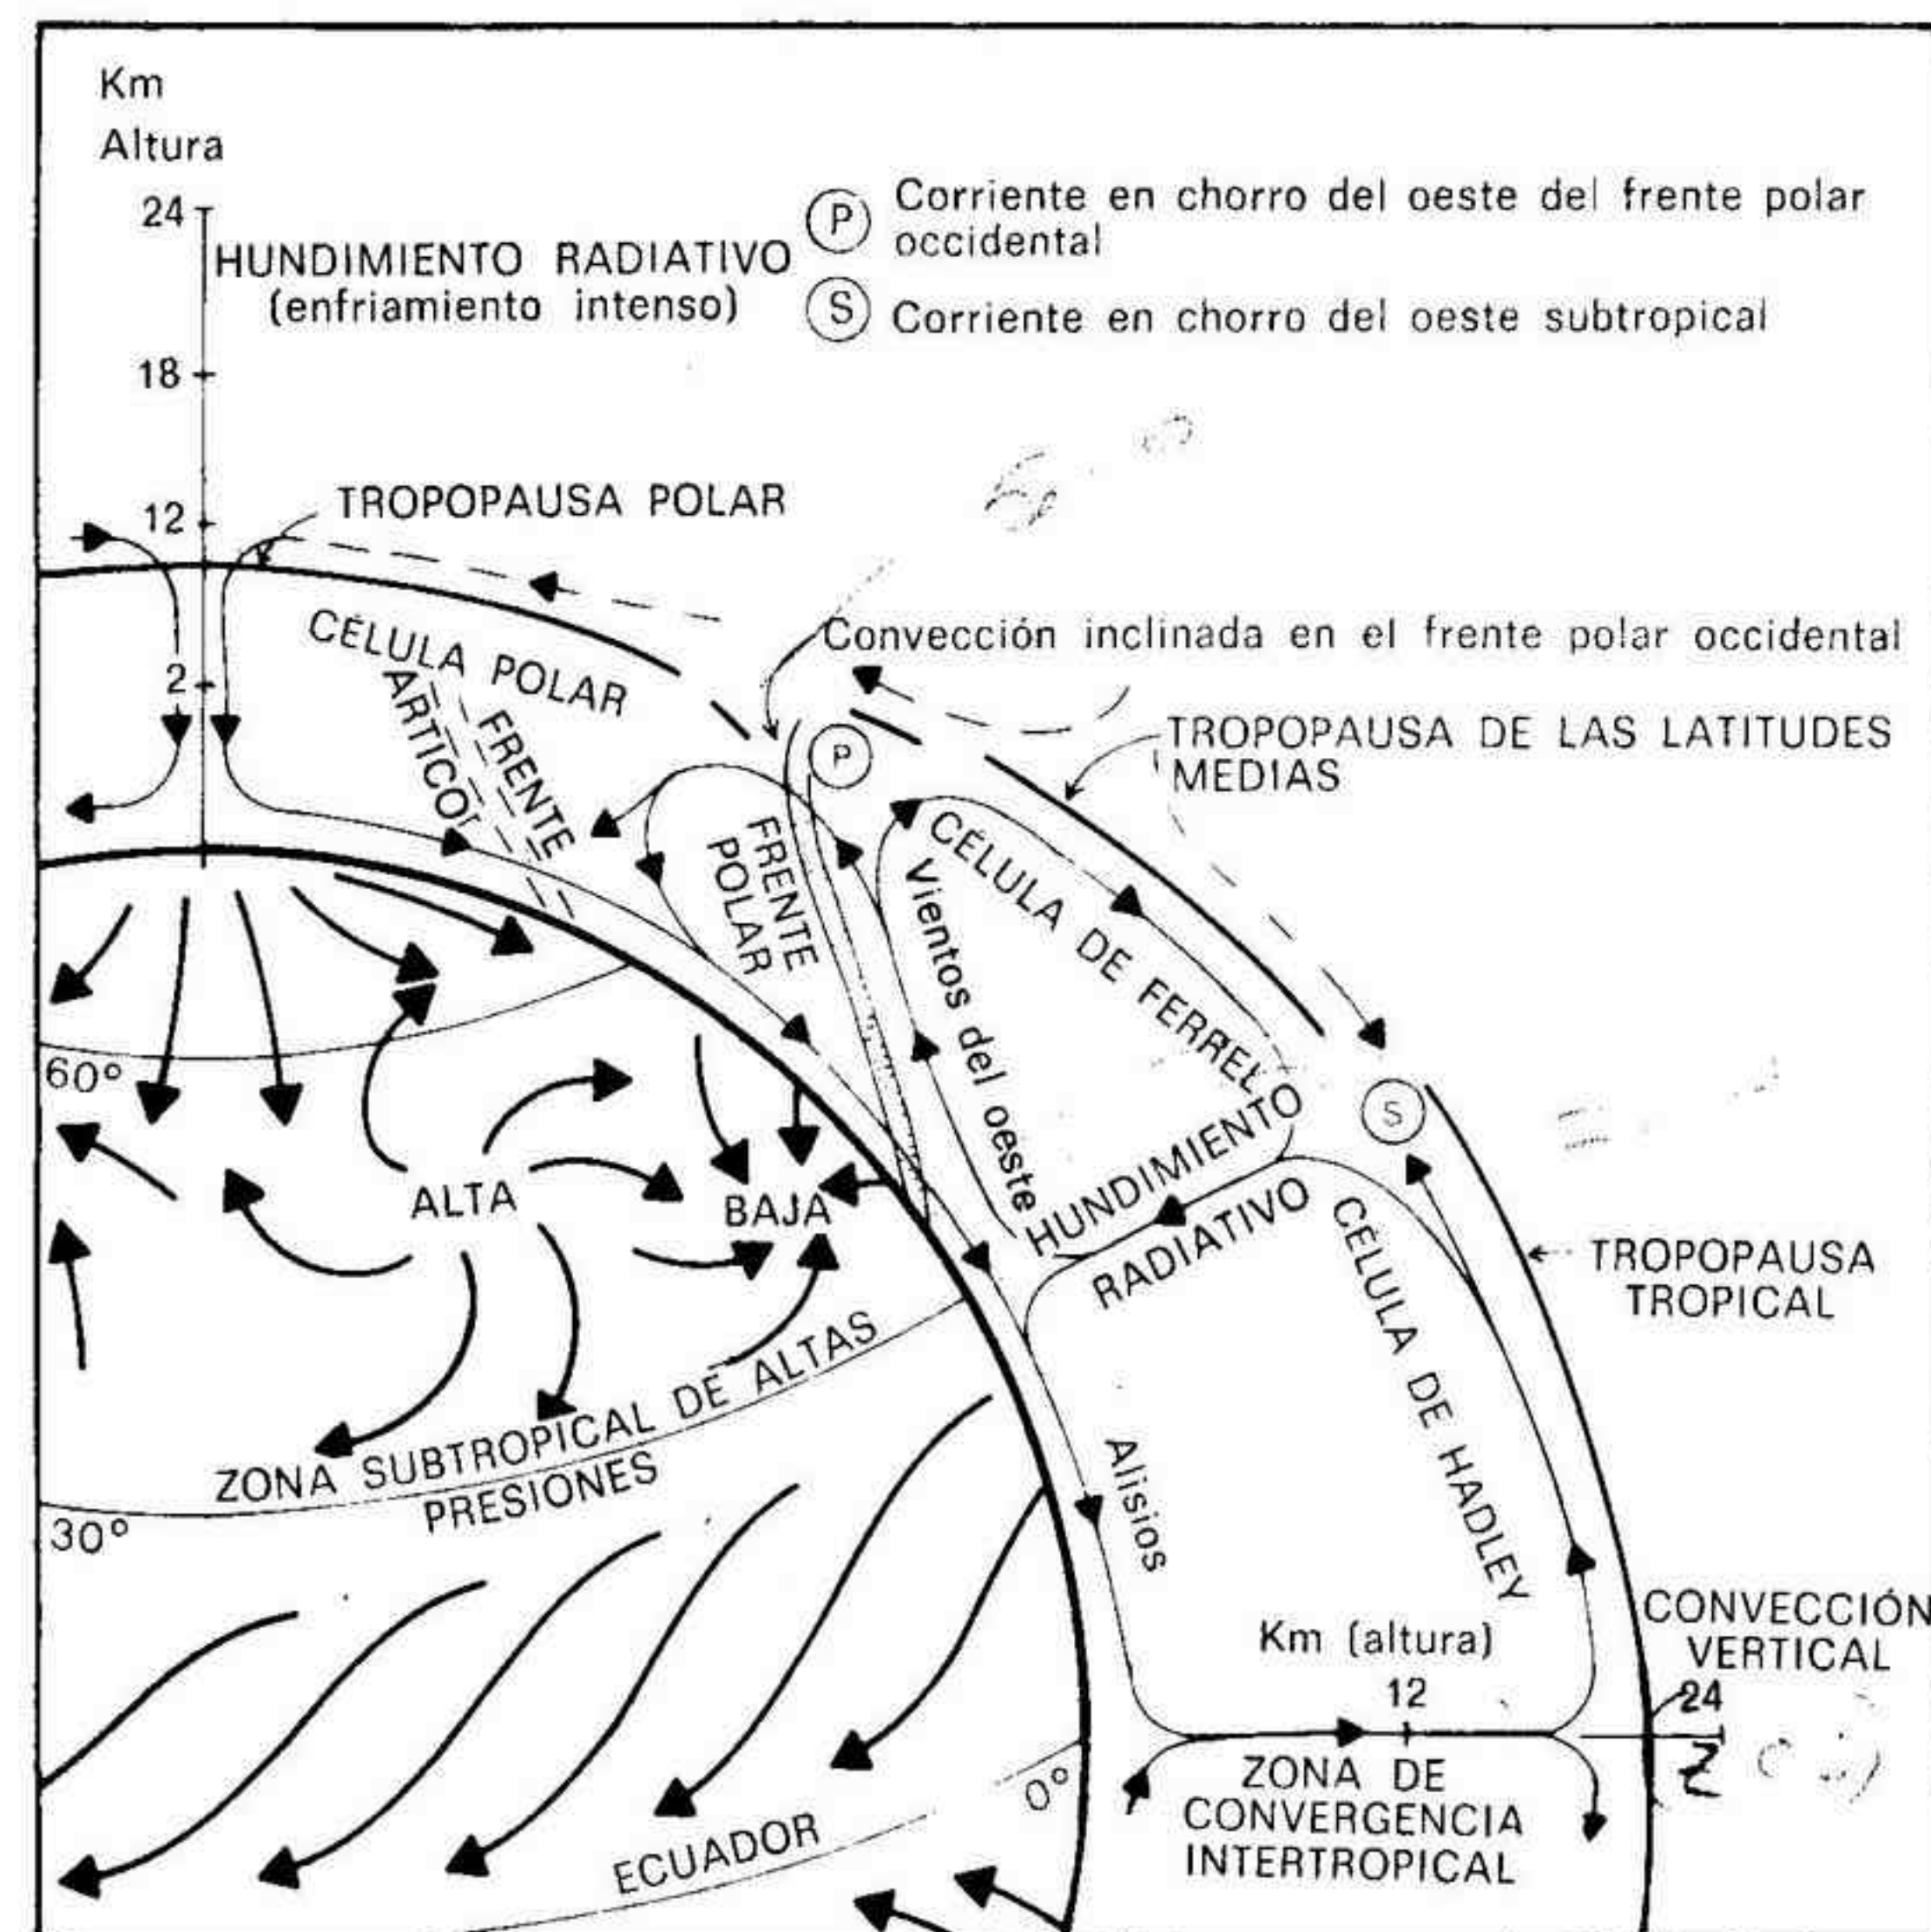 Km
Altura
24
HUNDIMIENTO RADIATIVO
(enfriamiento intenso)
P
Corriente en chorro del oeste del frente polar
occidental
S
Corriente en chorro del oeste subtropical
18
12
TROPOPAUSA POLAR
2
CÉLULA POLAR
FRENTE
ARTICO
Convección inclinada en el frente polar occidental
P
TROPOPAUSA DE LAS LATITUDES
MEDIAS
FRENTE
POLAR
CÉLULA DE FERREL
Vientos del oeste
60°
S
HUNDIMIENTO
RADIATIVO
ALTA
BAJA
TROPOPAUSA
TROPICAL
CÉLULA DE HADLEY
ZONA SUBTROPICAL DE ALTAS
PRESIONES
30°
Alisios
CONVECCIÓN
VERTICAL
Km (altura)
12
24
Z
0°
ZONA DE
CONVERGENCIA
INTERTROPICAL
ECUADOR